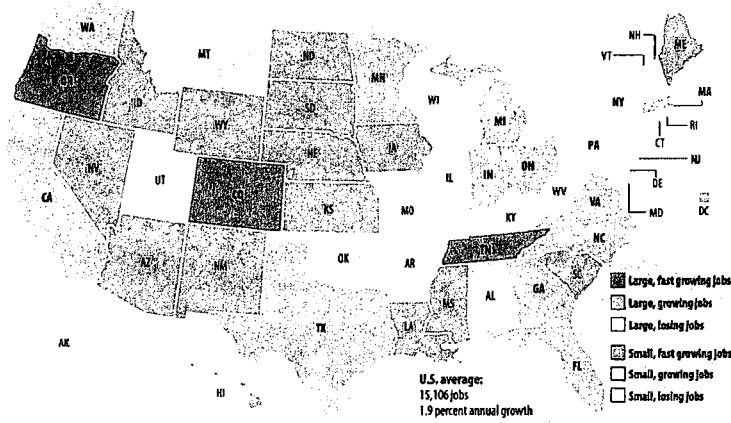 WA
MT
ND
MN
OR
ID
WY
SD
WI
MI
NH
VT
ME
NY
MA
RI
CT
NV
UT
CO
NE
IA
IL
IN
OH
PA
NJ
DE
MD
DC
CA
KS
MO
KY
WV
VA
AZ
NM
OK
AR
TN
NC
SC
TX
LA
MS
AL
GA
FL
AK
HI
Large, fast growing jobs
Large, growing jobs
Large, losing jobs
Small, fast growing jobs
Small, growing jobs
Small, losing jobs
U.S. average:
15,106 jobs
1.9 percent annual growth